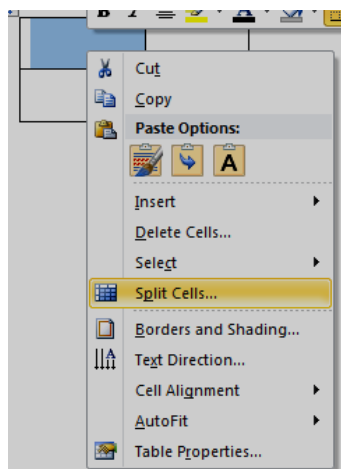 B I A A
Cut
Copy
Paste Options:
A
Insert
Delete Cells...
Select
Split Cells...
Borders and Shading...
Text Direction...
Cell Alignment
AutoFit
Table Properties...